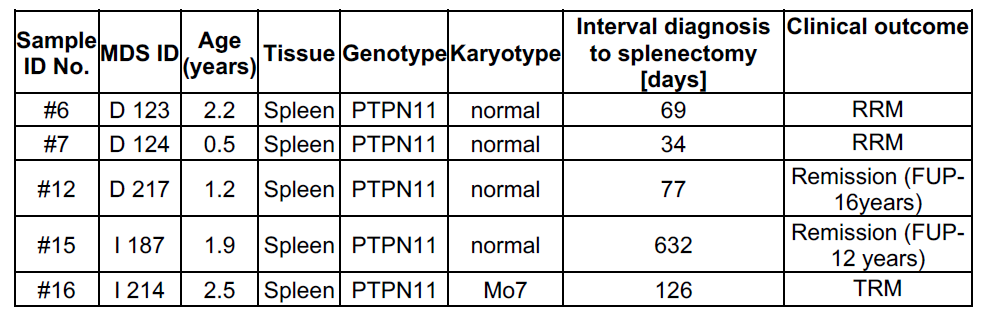 Sample ID No. MDS ID Age (years) Tissue Genotype Karyotype Interval diagnosis to splenectomy [days] Clinical outcome
#6 D 123 2.2 Spleen PTPN11 normal 69 RRM
#7 D 124 0.5 Spleen PTPN11 normal 34 RRM
#12 D 217 1.2 Spleen PTPN11 normal 77 Remission (FUP-16years)
#15 I 187 1.9 Spleen PTPN11 normal 632 Remission (FUP-12 years)
#16 I 214 2.5 Spleen PTPN11 Mo7 126 TRM